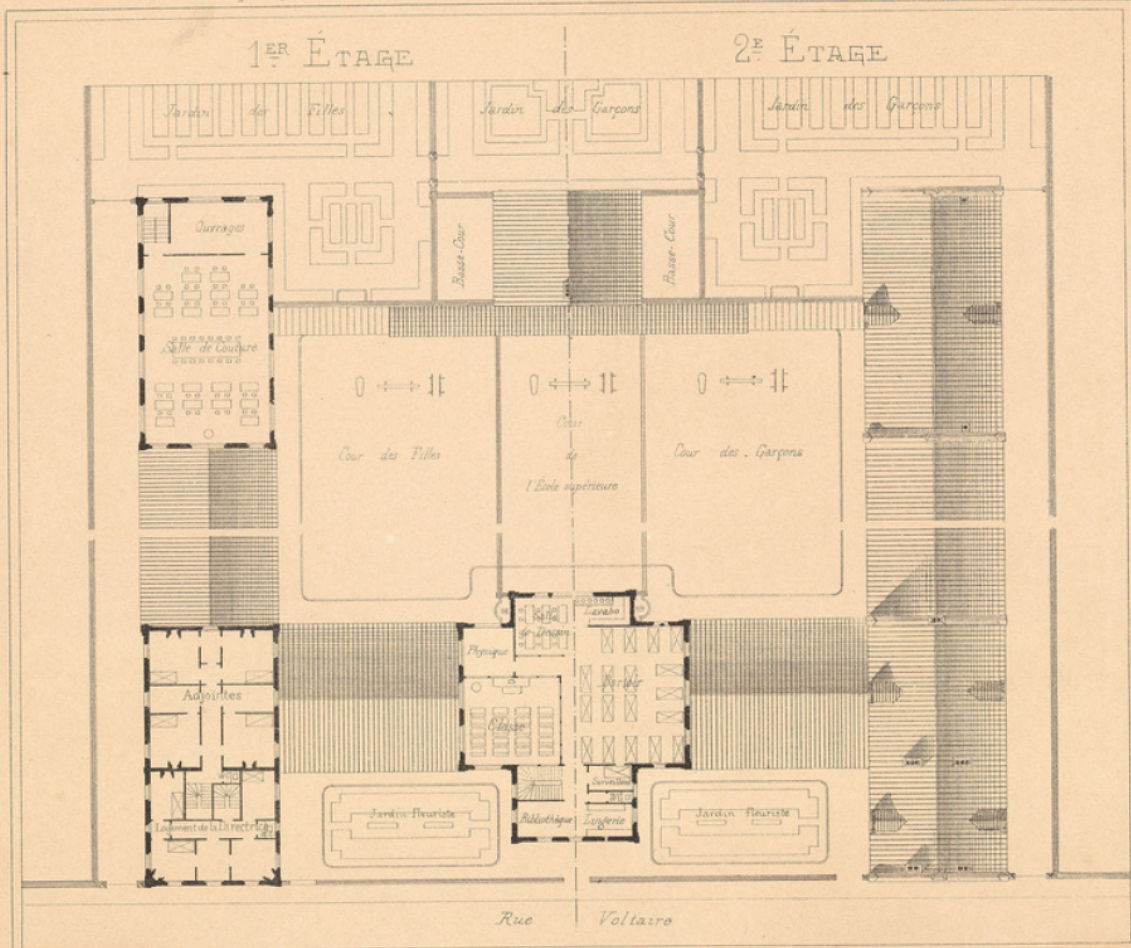 1ER ÉTAGE
2E ÉTAGE
Jardin des Filles
Jardin des Garçons
Jardin des Garçons
Ouvrages
Basse-Cour
Basse-Cour
Salle de Couture
Cour des Filles
Cour
de
l'École supérieure
Cour des Garçons
Salle
de Dessin
Lavabo
Physique
Dortoir
Adjointes
Classe
Surveillant
Logement de la Directrice
Jardin fleuriste
Bibliothèque
Lingerie
Jardin fleuriste
Rue Voltaire